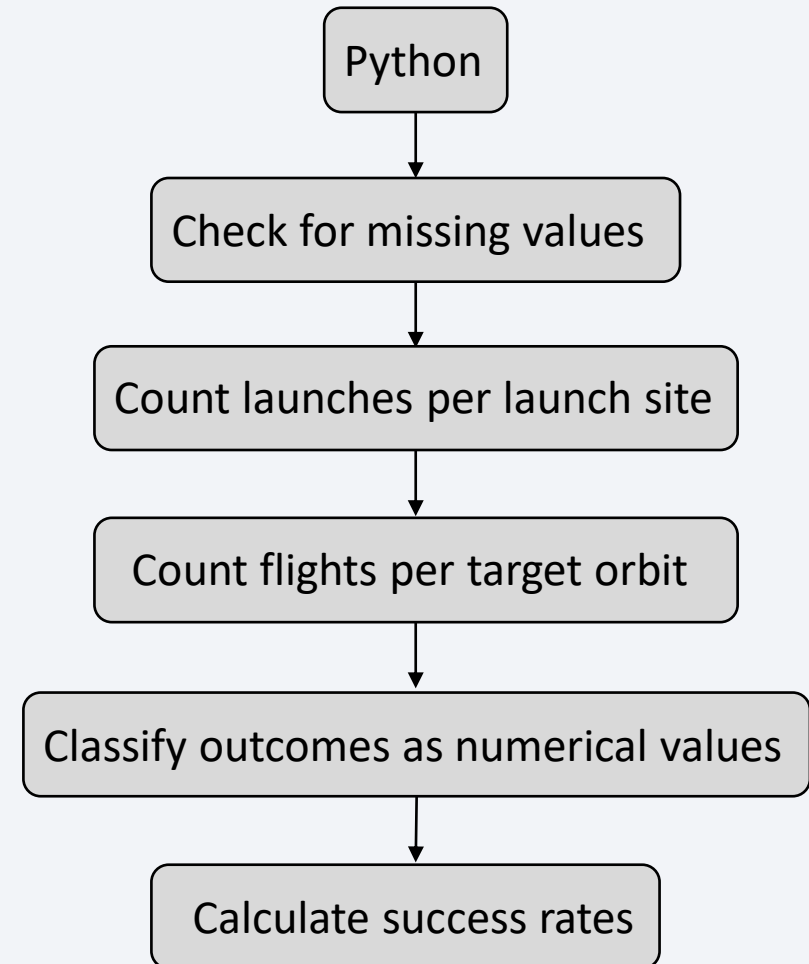 Python
Check for missing values
Count launches per launch site
Count flights per target orbit
Classify outcomes as numerical values
Calculate success rates